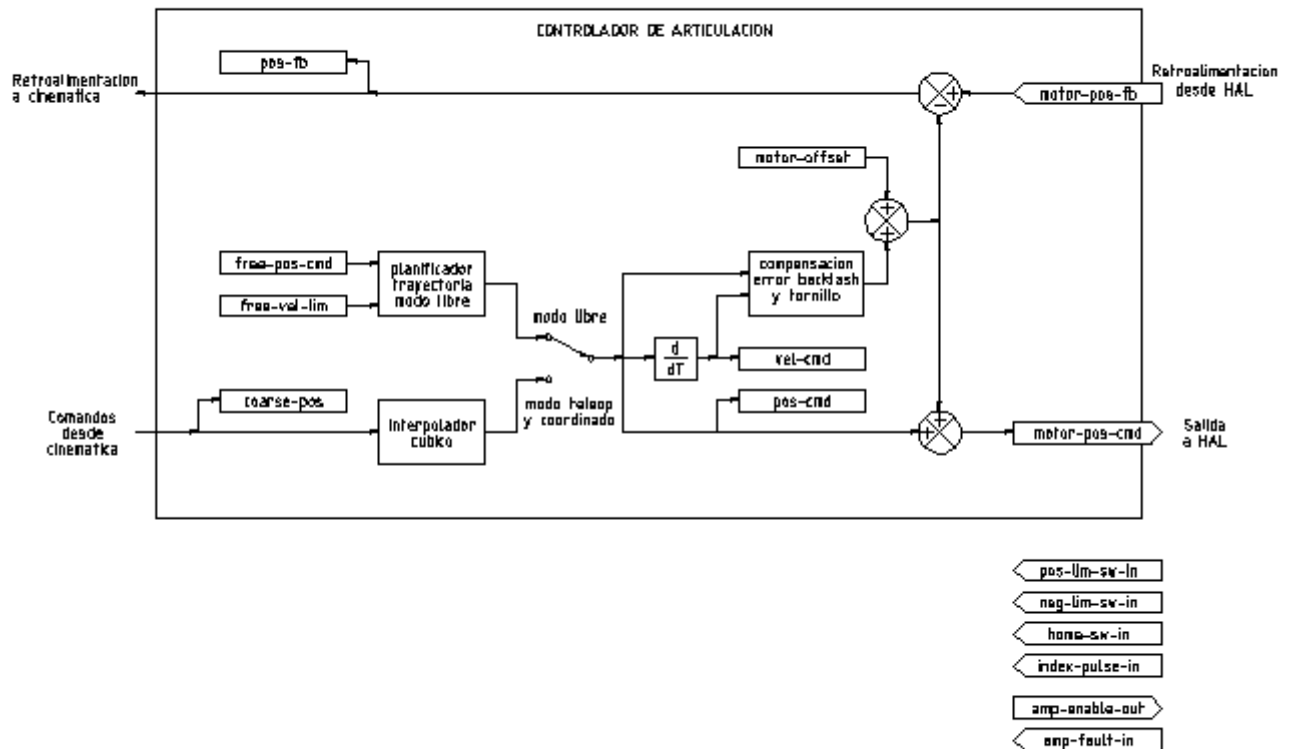 CONTROLADOR DE ARTICULACION
pos-fb
Retroalimentacion
a cinematica
motor-pos-fb
Retroalimentacion
desde HAL
motor-offset
free-pos-cmd
free-vel-lim
planificador
trayectoria
modo libre
compensacion
error backlash
y tornillo
modo libre
d
dT
vel-cmd
coarse-pos
modo teleop
y coordinado
pos-cmd
Comandos
desde
cinematica
interpolador
cubico
motor-pos-cmd
Salida
a HAL
pos-lim-sw-in
neg-lim-sw-in
home-sw-in
index-pulse-in
amp-enable-out
amp-fault-in